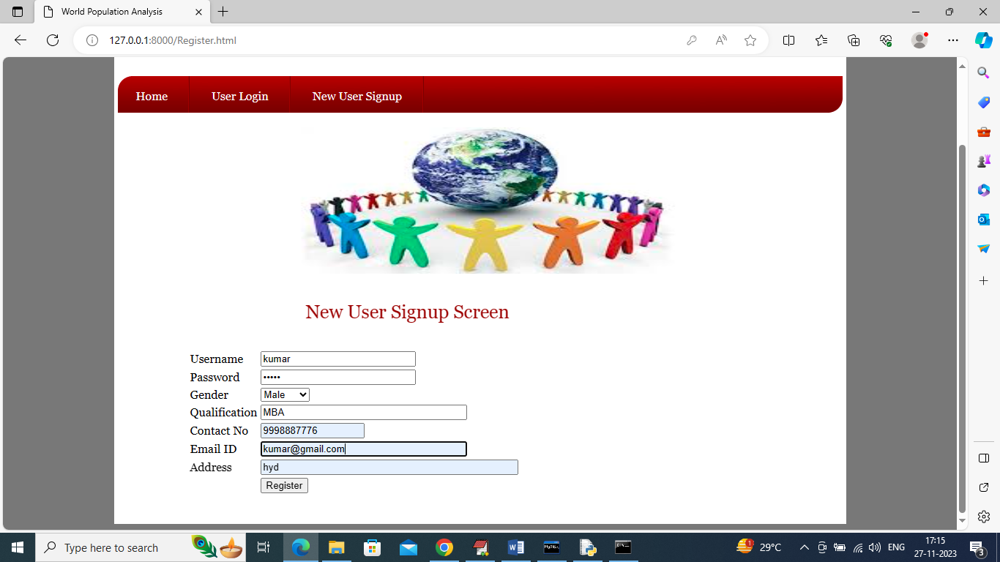 World Population Analysis
127.0.0.1:8000/Register.html
Home User Login New User Signup
New User Signup Screen
Username kumar
Password •••••
Gender Male
Qualification MBA
Contact No 9998887776
Email ID kumar@gmail.com
Address hyd
Register
Type here to search
1 29°C ENG 17:15
27-11-2023 3